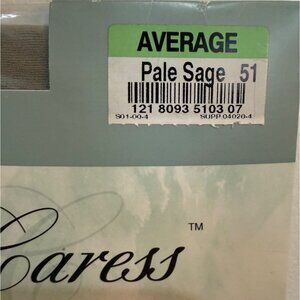 AVERAGE
Pale Sage 51
121 8093 5103 07
S01-00-4 SUPP 04020-4
Caress ™